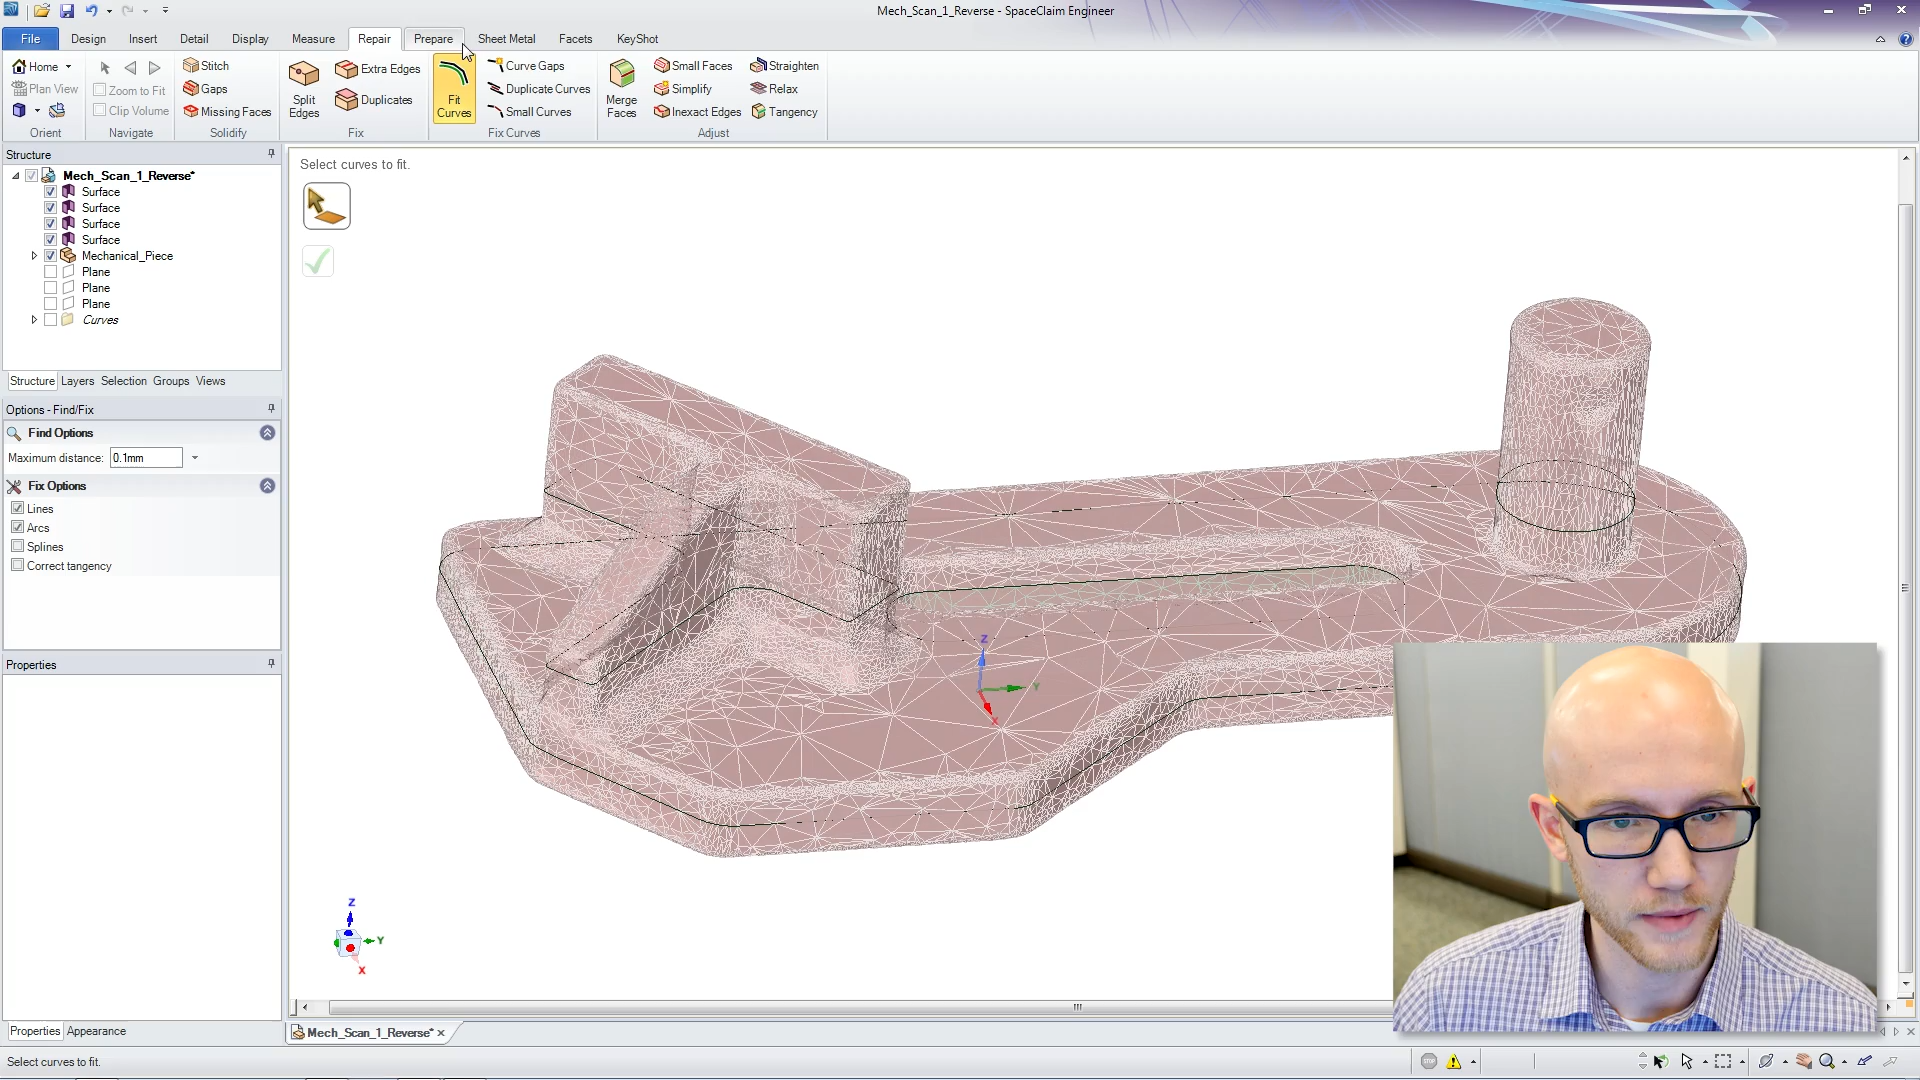 Mech_Scan_1_Reverse - SpaceClaim Engineer
File Design Insert Detail Display Measure Repair Prepare Sheet Metal Facets KeyShot
Home
Plan View
Orient
Zoom to Fit
Clip Volume
Navigate
Stitch
Gaps
Missing Faces
Solidify
Split
Edges
Extra Edges
Duplicates
Fix
Fit
Curves
Curve Gaps
Duplicate Curves
Small Curves
Fix Curves
Merge
Faces
Small Faces
Simplify
Inexact Edges
Straighten
Relax
Tangency
Adjust
Structure
Mech_Scan_1_Reverse*
Surface
Surface
Surface
Surface
Mechanical_Piece
Plane
Plane
Plane
Curves
Structure Layers Selection Groups Views
Options - Find/Fix
Find Options
Maximum distance: 0.1mm
Fix Options
Lines
Arcs
Splines
Correct tangency
Properties
Properties Appearance
Select curves to fit.
Z
Y
X
Z
Y
X
Mech_Scan_1_Reverse*
Select curves to fit.